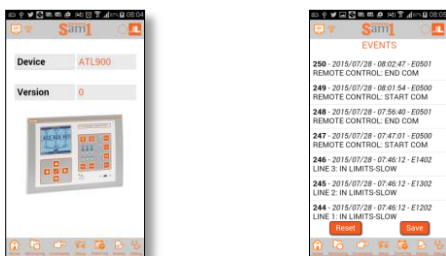 08:04
Sam1
Device ATL900
Version 0
08:05
Sam1
EVENTS
250 - 2015/07/28 - 08:02:47 - E0501
REMOTE CONTROL: END COM
249 - 2015/07/28 - 08:01:54 - E0500
REMOTE CONTROL: START COM
248 - 2015/07/28 - 07:56:40 - E0501
REMOTE CONTROL: END COM
247 - 2015/07/28 - 07:47:01 - E0500
REMOTE CONTROL: START COM
246 - 2015/07/28 - 07:46:12 - E1402
LINE 3: IN LIMITS-SLOW
245 - 2015/07/28 - 07:46:12 - E1302
LINE 2: IN LIMITS-SLOW
244 - 2015/07/28 - 07:46:12 - E1202
LINE 1: IN LIMITS-SLOW
Reset Save